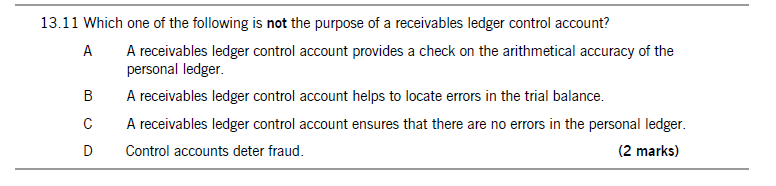 13.11 Which one of the following is not the purpose of a receivables ledger control account?
A A receivables ledger control account provides a check on the arithmetical accuracy of the
personal ledger.
B A receivables ledger control account helps to locate errors in the trial balance.
C A receivables ledger control account ensures that there are no errors in the personal ledger.
D Control accounts deter fraud. (2 marks)